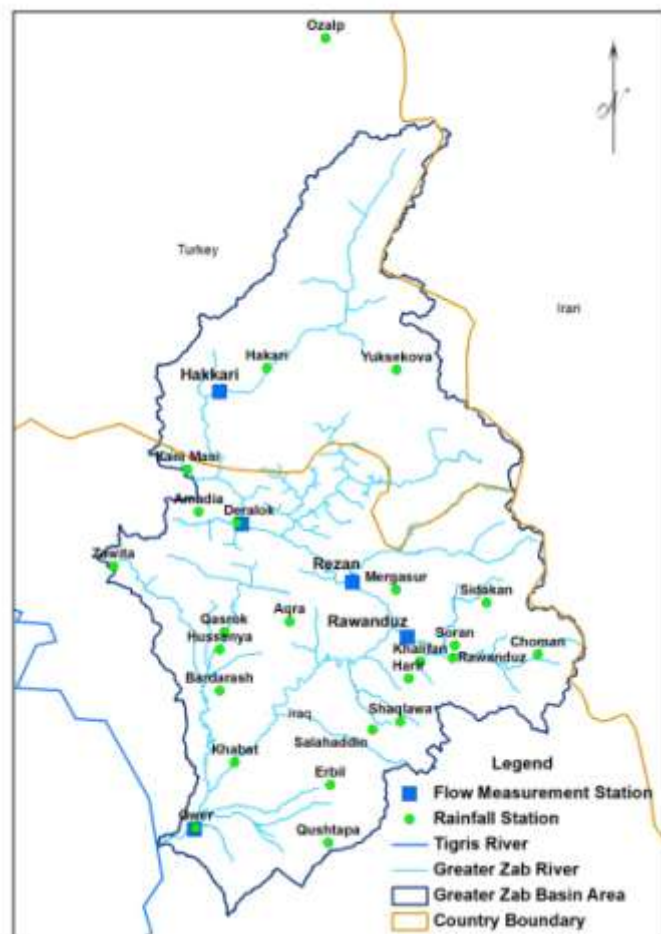 Ozalp
Turkey
Iran
Hakari
Yuksekova
Hakkari
Kani Mani
Amadia
Deralok
Zawita
Rezan
Mergasur
Sidakan
Qasrok
Aqra
Rawanduz
Hussenya
Soran
Choman
Khalifan
Rawanduz
Harir
Bardarash
Iraq
Shaqlawa
Salahaddin
Khabat
Erbil
Qwer
Qushtapa
Legend
Flow Measurement Station
Rainfall Station
Tigris River
Greater Zab River
Greater Zab Basin Area
Country Boundary